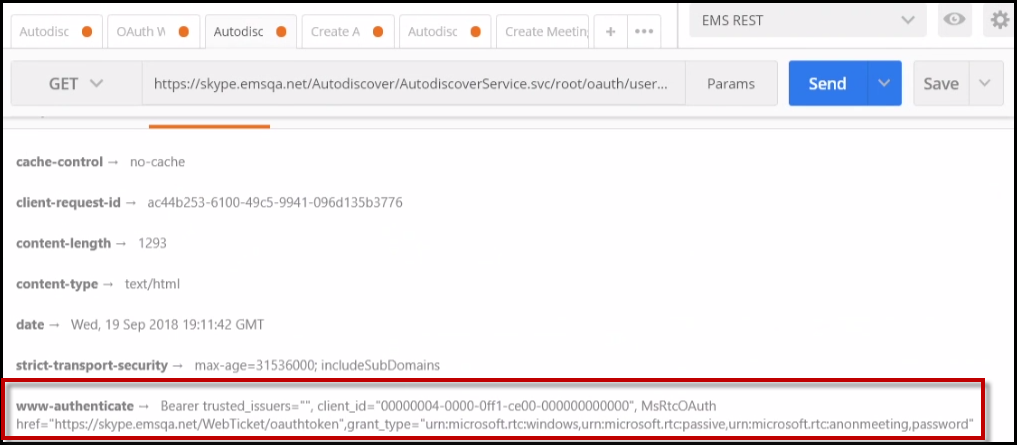 Autodisc OAuth W Autodisc Create A Autodisc Create Meeting + ••• EMS REST
GET https://skype.emsqa.net/Autodiscover/AutodiscoverService.svc/root/oauth/user... Params Send Save
cache-control → no-cache
client-request-id → ac44b253-6100-49c5-9941-096d135b3776
content-length → 1293
content-type → text/html
date → Wed, 19 Sep 2018 19:11:42 GMT
strict-transport-security → max-age=31536000; includeSubDomains
www-authenticate → Bearer trusted_issuers="", client_id="00000004-0000-0ff1-ce00-000000000000", MsRtcOAuth
href="https://skype.emsqa.net/WebTicket/oauthtoken",grant_type="urn:microsoft.rtc:windows,urn:microsoft.rtc:passive,urn:microsoft.rtc:anonmeeting,password"